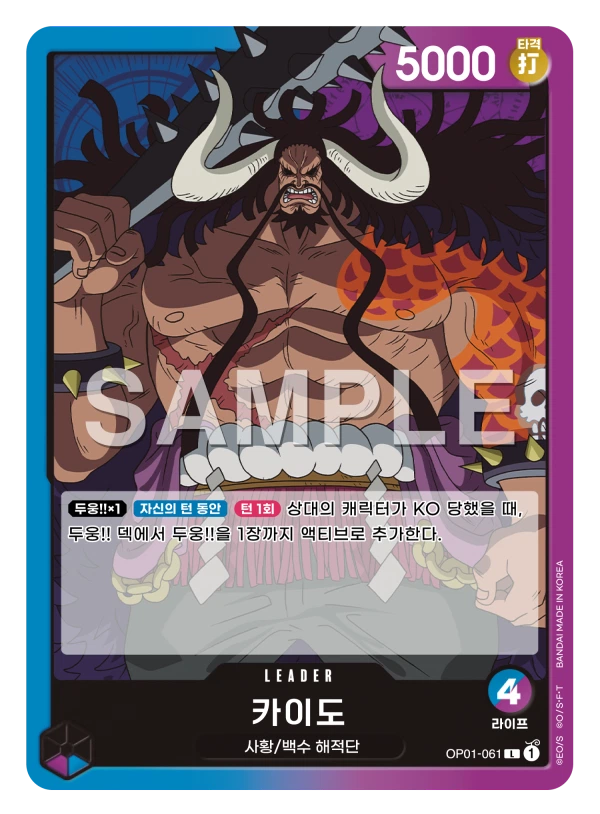 5000
타격
打
SAMPLE
두웅!!×1 자신의 턴 동안 턴 1회 상대의 캐릭터가 KO 당했을 때,
두웅!! 덱에서 두웅!!을 1장까지 액티브로 추가한다.
LEADER
카이도
4
라이프
사황/백수 해적단
OP01-061 L 1
©EO/S ©O/S·F·T BANDAI MADE IN KOREA